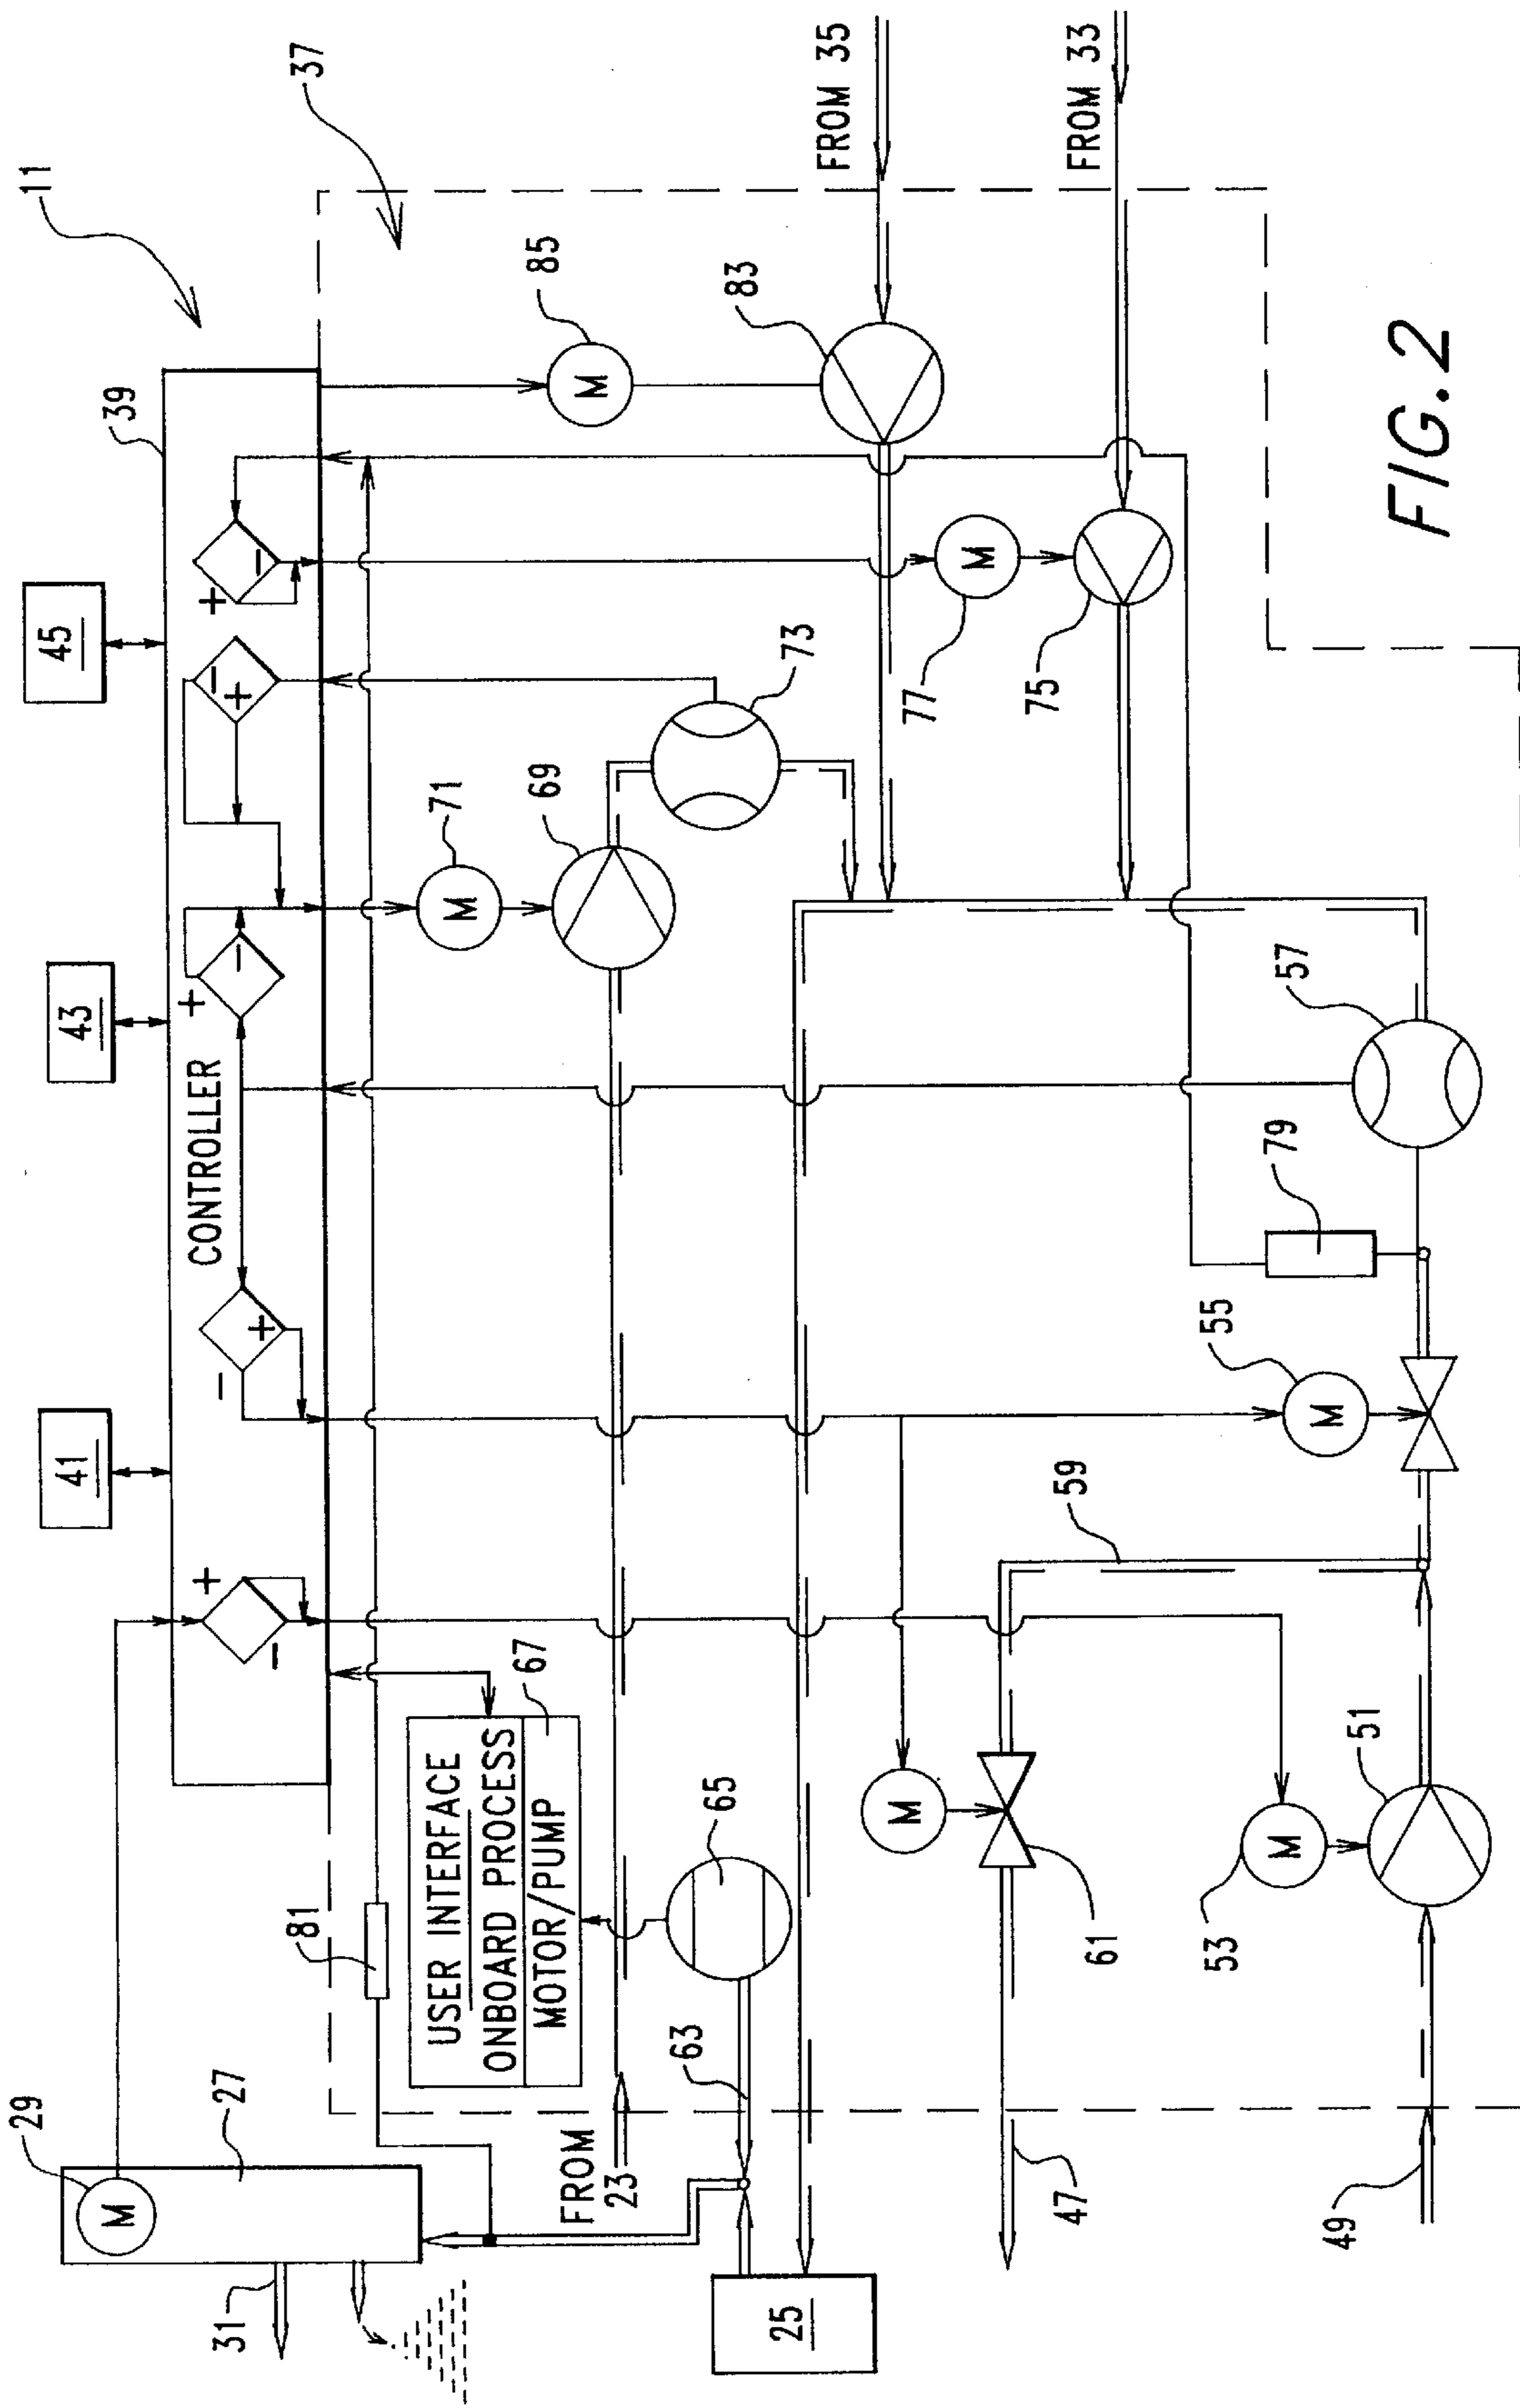 11
37
39
45
43
41
CONTROLLER
+
−
−
+
+
−
−
+
+
−
FROM 35
FROM 33
M
85
83
M
77
75
73
M
71
69
57
79
M
55
59
USER INTERFACE
ONBOARD PROCESS
MOTOR/PUMP
67
65
81
M
61
M
53
51
M
29
27
31
FROM
23
63
25
47
49
FIG.2